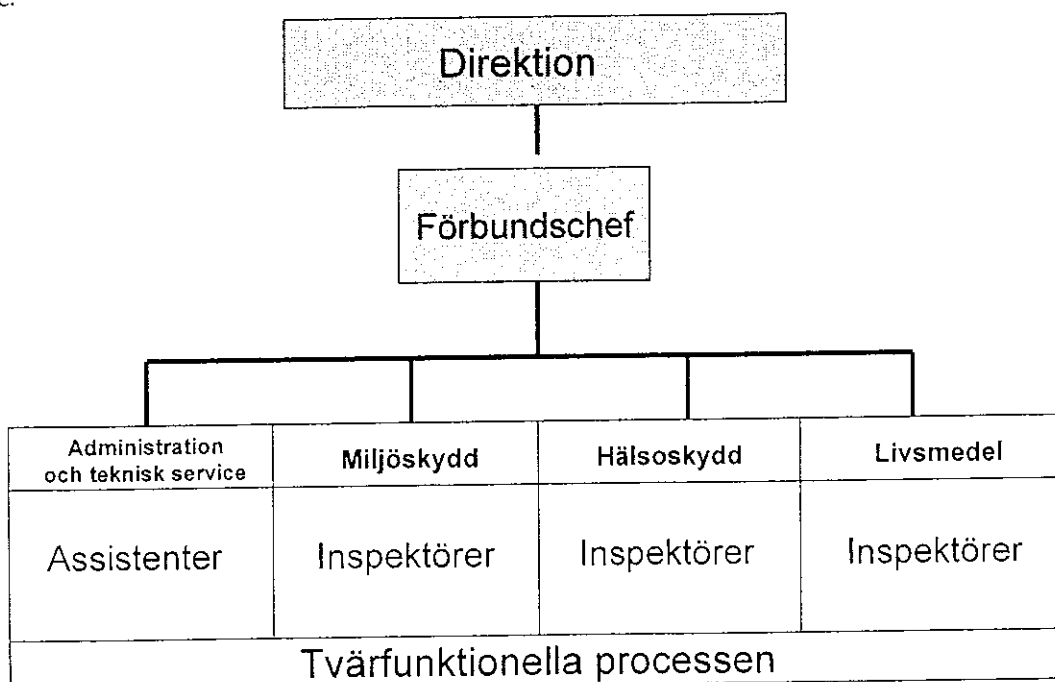 Direktion
Förbundschef
Administration
och teknisk service
Miljöskydd
Hälsoskydd
Livsmedel
Assistenter
Inspektörer
Inspektörer
Inspektörer
Tvärfunktionella processen